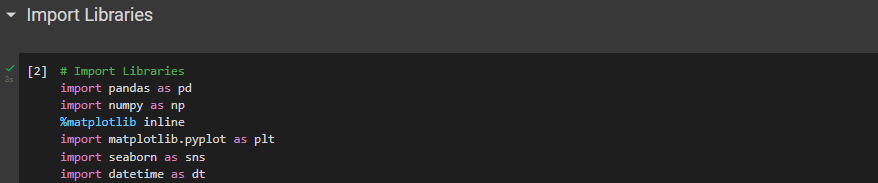 Import Libraries
[2] # Import Libraries
import pandas as pd
import numpy as np
%matplotlib inline
import matplotlib.pyplot as plt
import seaborn as sns
import datetime as dt